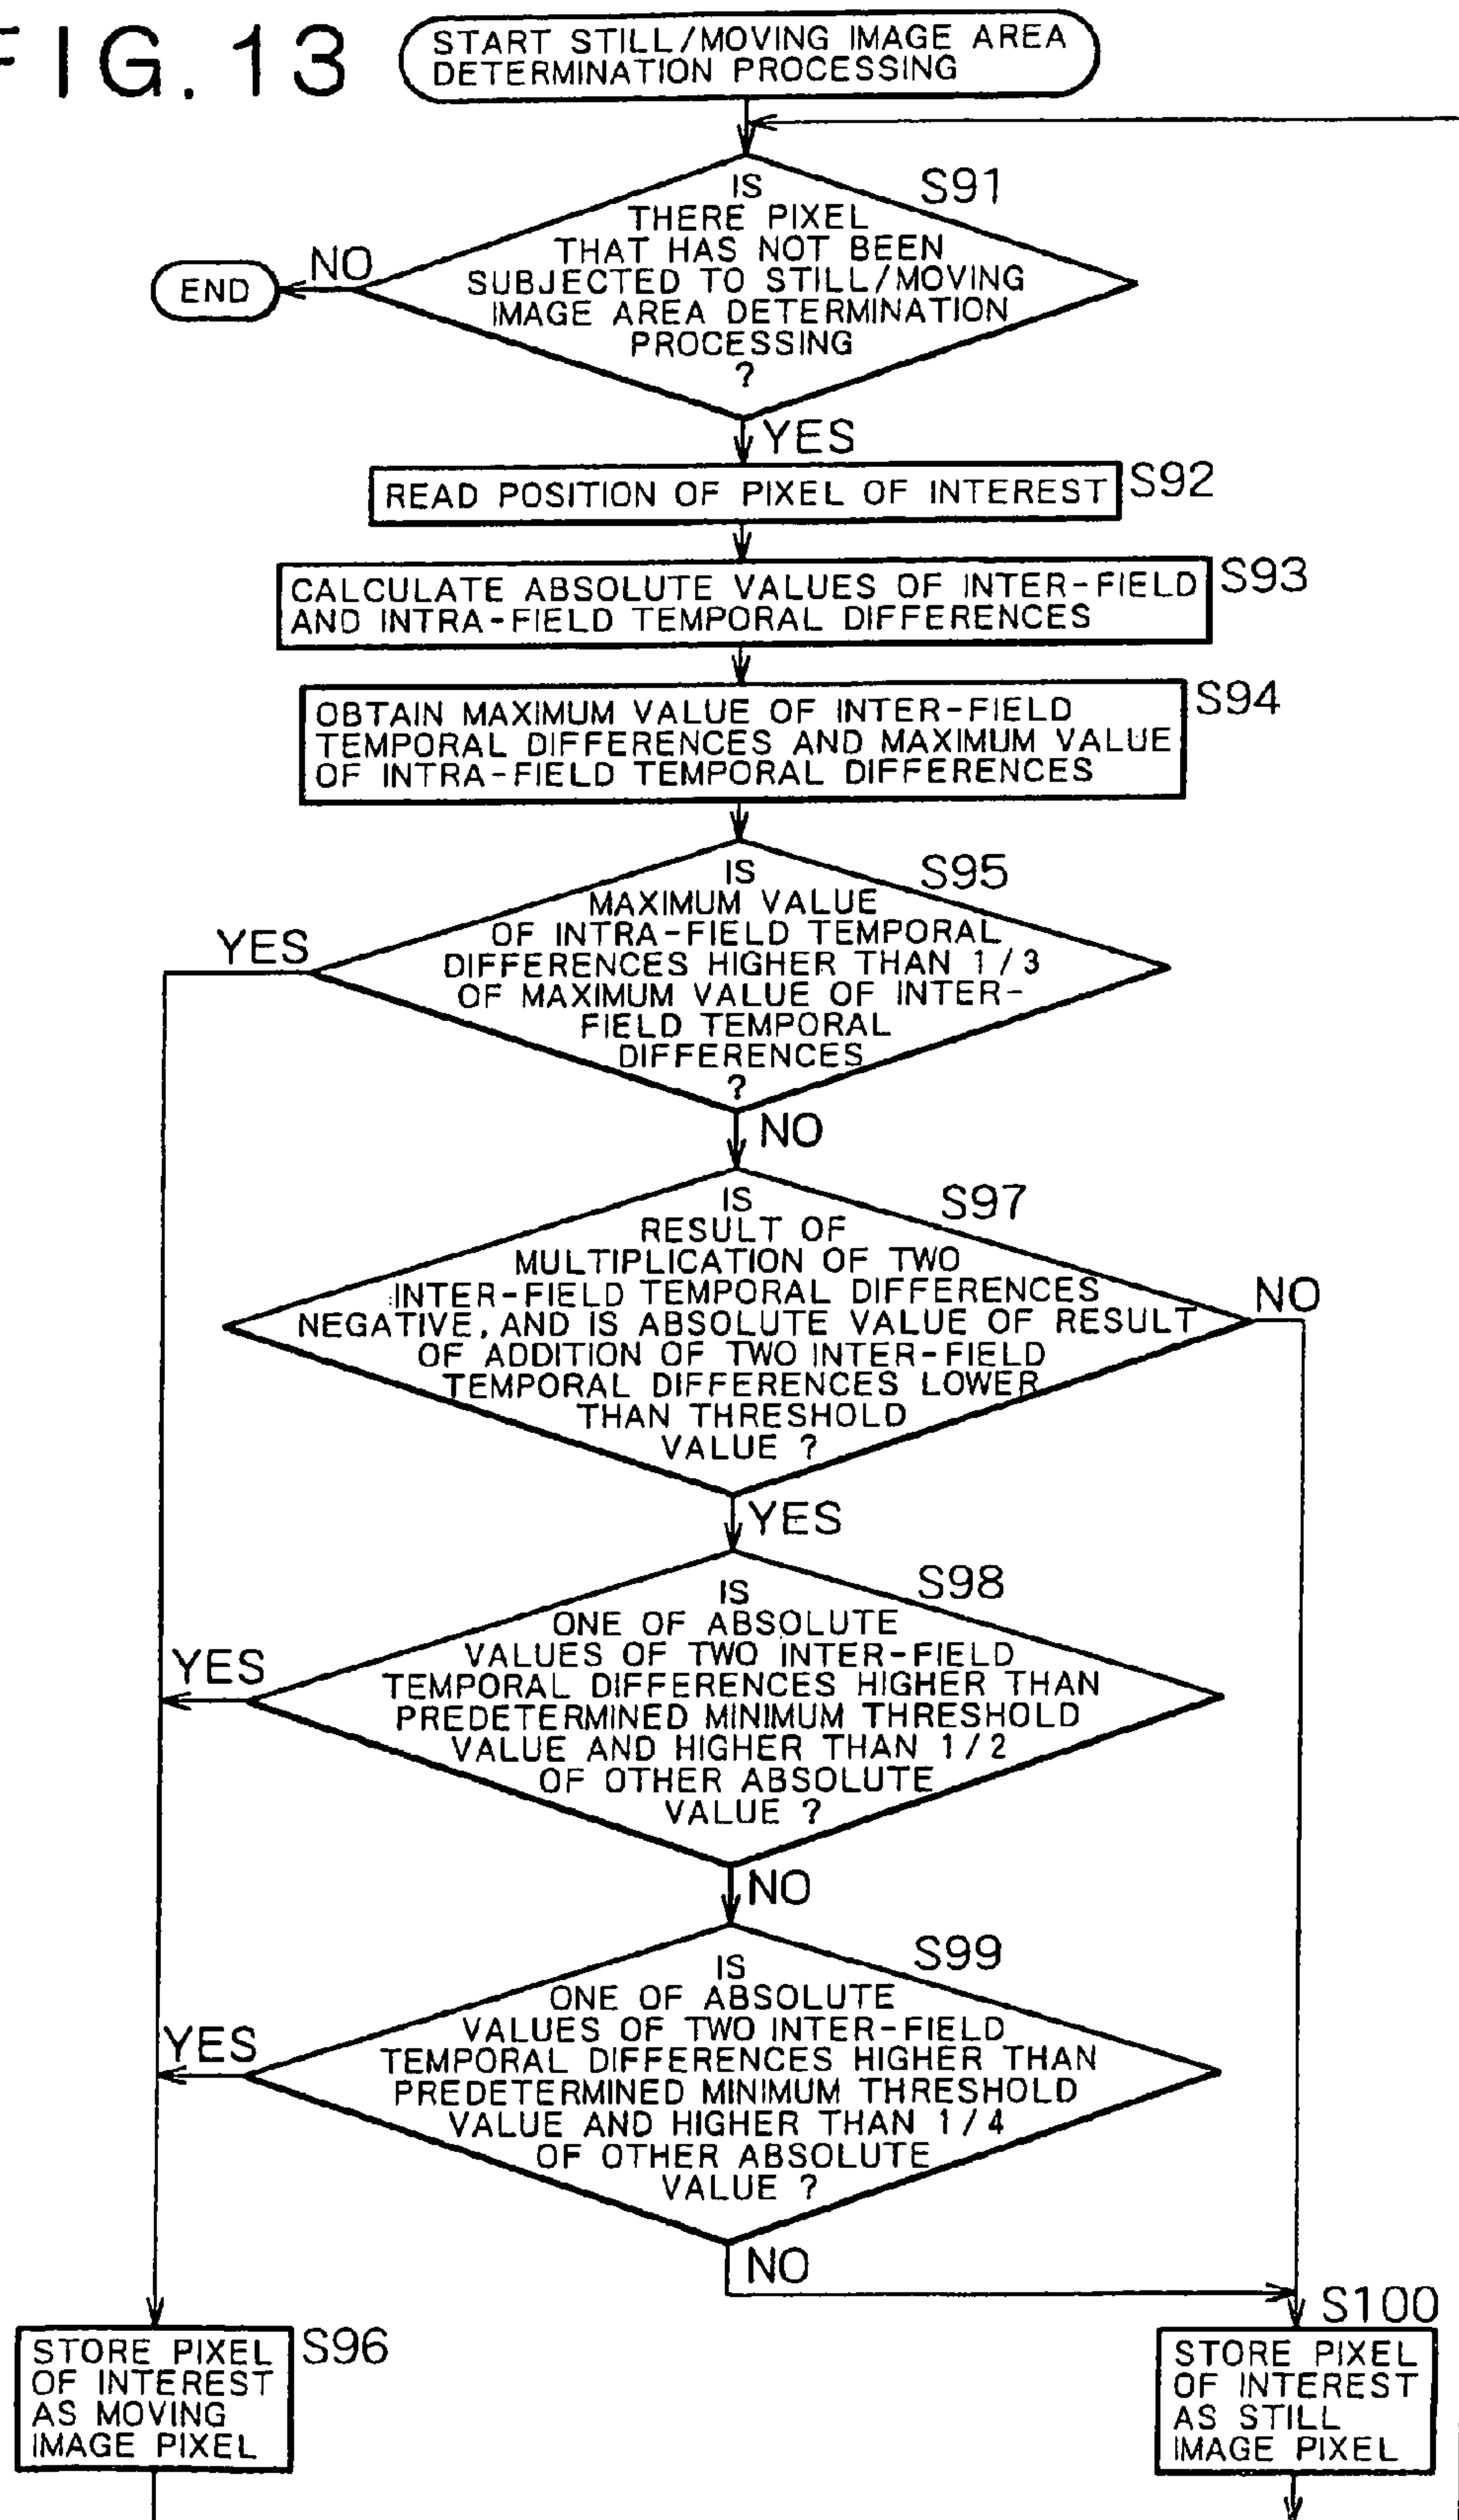 FIG. 13
START STILL/MOVING IMAGE AREA
DETERMINATION PROCESSING
S91
IS
THERE PIXEL
THAT HAS NOT BEEN
SUBJECTED TO STILL/MOVING
IMAGE AREA DETERMINATION
PROCESSING
?
NO
END
YES
READ POSITION OF PIXEL OF INTEREST
S92
CALCULATE ABSOLUTE VALUES OF INTER-FIELD
AND INTRA-FIELD TEMPORAL DIFFERENCES
S93
OBTAIN MAXIMUM VALUE OF INTER-FIELD
TEMPORAL DIFFERENCES AND MAXIMUM VALUE
OF INTRA-FIELD TEMPORAL DIFFERENCES
S94
S95
IS
MAXIMUM VALUE
OF INTRA-FIELD TEMPORAL
DIFFERENCES HIGHER THAN 1/3
OF MAXIMUM VALUE OF INTER-
FIELD TEMPORAL
DIFFERENCES
?
YES
NO
S97
IS
RESULT OF
MULTIPLICATION OF TWO
INTER-FIELD TEMPORAL DIFFERENCES
NEGATIVE, AND IS ABSOLUTE VALUE OF RESULT
OF ADDITION OF TWO INTER-FIELD
TEMPORAL DIFFERENCES LOWER
THAN THRESHOLD
VALUE ?
NO
YES
S98
IS
ONE OF ABSOLUTE
VALUES OF TWO INTER-FIELD
TEMPORAL DIFFERENCES HIGHER THAN
PREDETERMINED MINIMUM THRESHOLD
VALUE AND HIGHER THAN 1/2
OF OTHER ABSOLUTE
VALUE ?
YES
NO
S99
IS
ONE OF ABSOLUTE
VALUES OF TWO INTER-FIELD
TEMPORAL DIFFERENCES HIGHER THAN
PREDETERMINED MINIMUM THRESHOLD
VALUE AND HIGHER THAN 1/4
OF OTHER ABSOLUTE
VALUE ?
YES
NO
STORE PIXEL
OF INTEREST
AS MOVING
IMAGE PIXEL
S96
S100
STORE PIXEL
OF INTEREST
AS STILL
IMAGE PIXEL